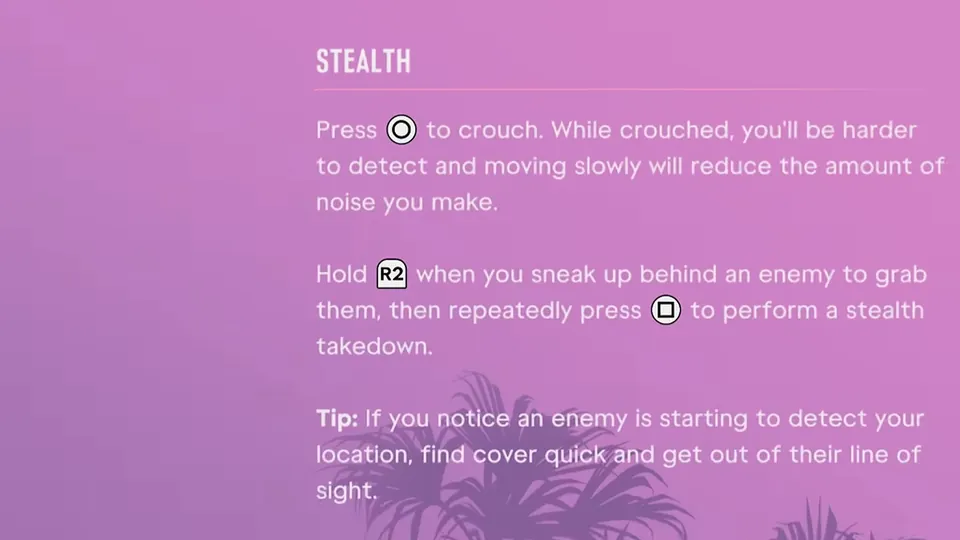 STEALTH
Press ◯ to crouch. While crouched, you'll be harder
to detect and moving slowly will reduce the amount of
noise you make.
Hold R2 when you sneak up behind an enemy to grab
them, then repeatedly press □ to perform a stealth
takedown.
Tip: If you notice an enemy is starting to detect your
location, find cover quick and get out of their line of
sight.